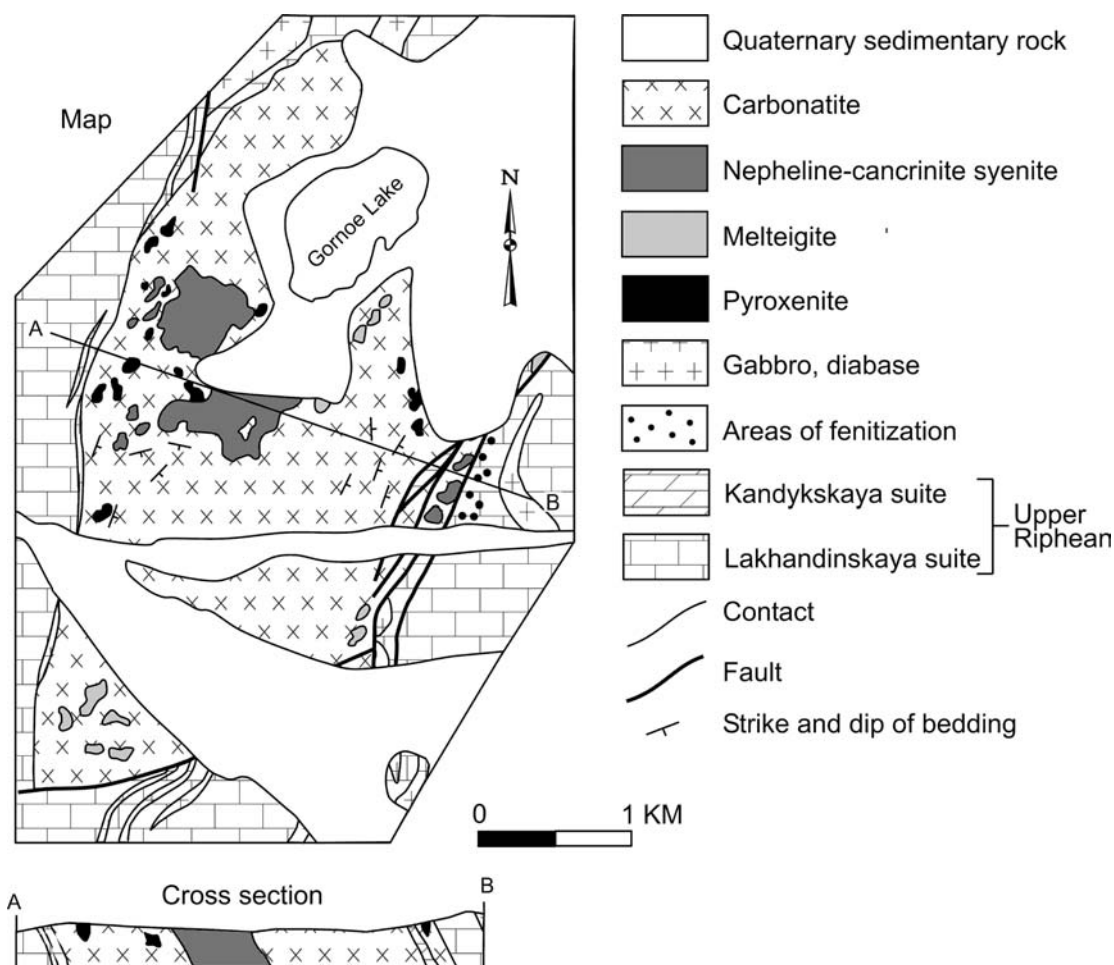 Map
Gornoe Lake
N
A
B
0 1 KM
Quaternary sedimentary rock
Carbonatite
Nepheline-cancrinite syenite
Melteigite
Pyroxenite
Gabbro, diabase
Areas of fenitization
Kandykskaya suite
Lakhandinskaya suite
Upper
Riphean
Contact
Fault
Strike and dip of bedding
Cross section
A
B